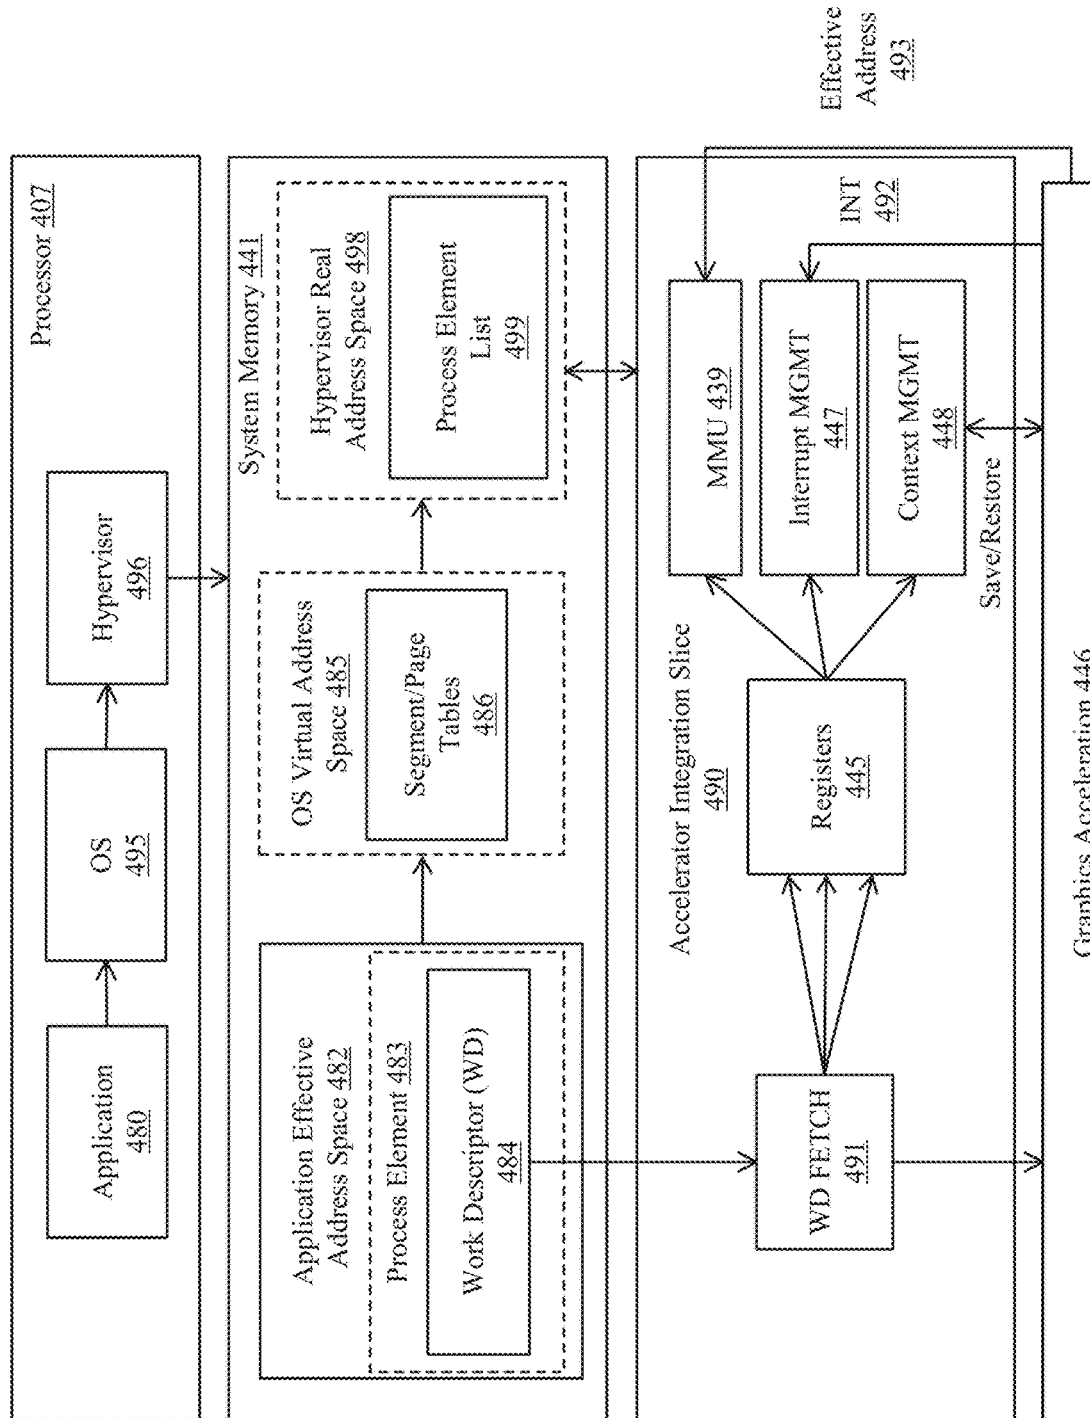 Processor 407
Application
480
OS
495
Hypervisor
496
System Memory 441
Application Effective
Address Space 482
Process Element 483
Work Descriptor (WD)
484
OS Virtual Address
Space 485
Segment/Page
Tables
486
Hypervisor Real
Address Space 498
Process Element
List
499
Accelerator Integration Slice
490
WD FETCH
491
Registers
445
MMU 439
Interrupt MGMT
447
Context MGMT
448
Save/Restore
INT
492
Effective
Address
493
Graphics Acceleration 446